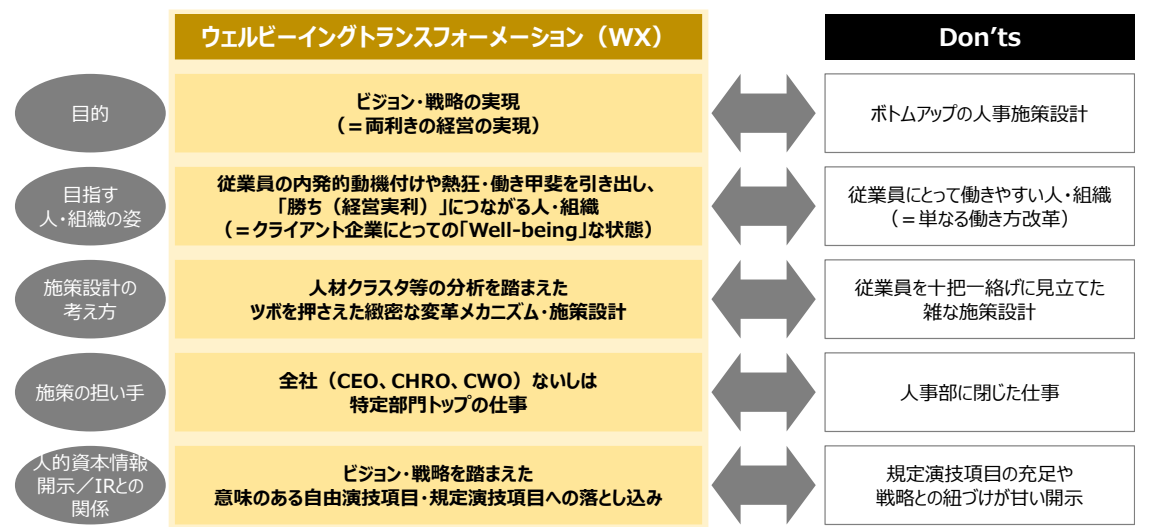 ウェルビーイングトランスフォーメーション（WX）
Don’ts
目的
ビジョン・戦略の実現
（＝両利きの経営の実現）
ボトムアップの人事施策設計
目指す
人・組織の姿
従業員の内発的動機付けや熱狂・働き甲斐を引き出し、
「勝ち（経営実利）」につながる人・組織
（＝クライアント企業にとっての「Well-being」な状態）
従業員にとって働きやすい人・組織
（＝単なる働き方改革）
施策設計の
考え方
人材クラスタ等の分析を踏まえた
ツボを押さえた緻密な変革メカニズム・施策設計
従業員を十把一絡げに見立てた
雑な施策設計
施策の担い手
全社（CEO、CHRO、CWO）ないしは
特定部門トップの仕事
人事部に閉じた仕事
人的資本情報
開示／IRとの
関係
ビジョン・戦略を踏まえた
意味のある自由演技項目・規定演技項目への落とし込み
規定演技項目の充足や
戦略との紐づけが甘い開示